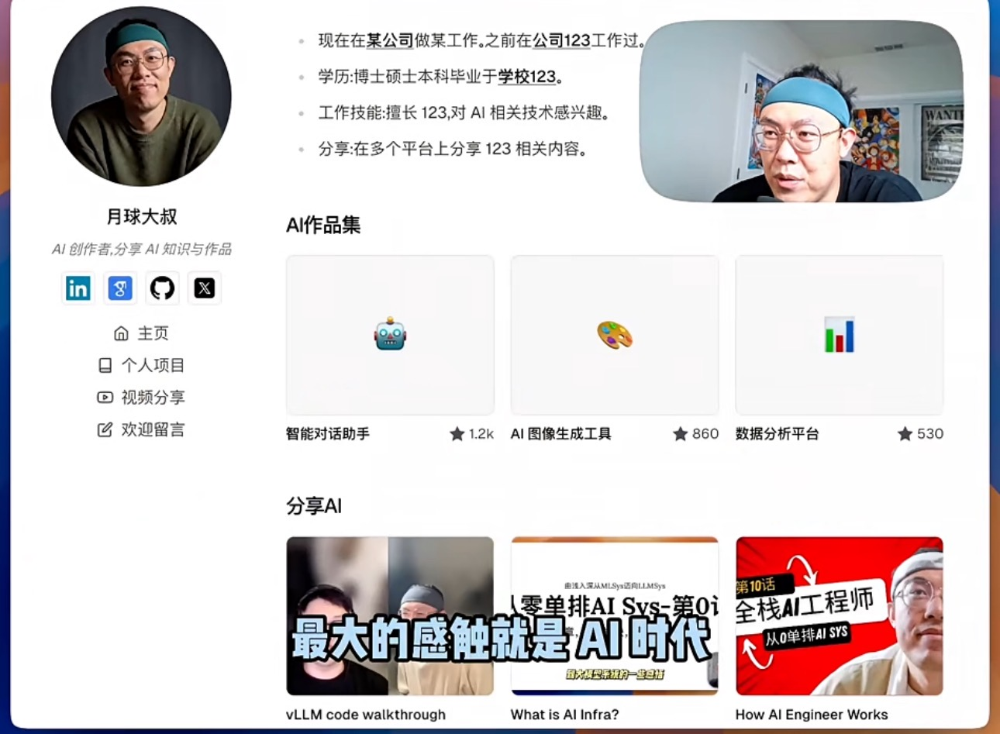 现在在某公司做某工作。之前在公司123工作过。
学历:博士硕士本科毕业于学校123。
工作技能:擅长 123,对 AI 相关技术感兴趣。
分享:在多个平台上分享 123 相关内容。
WANTE
月球大叔
AI 创作者,分享 AI 知识与作品
in
X
主页
个人项目
视频分享
欢迎留言
AI作品集
智能对话助手 ★ 1.2k
AI 图像生成工具 ★ 860
数据分析平台 ★ 530
分享AI
由浅入深从MLSys迈向LLMSys
零单排AI Sys-第0
第10话
全栈AI工程师
从0单排AI SYS
最大的感触就是 AI 时代
最大模型系统的一些感悟
vLLM code walkthrough
What is AI Infra?
How AI Engineer Works